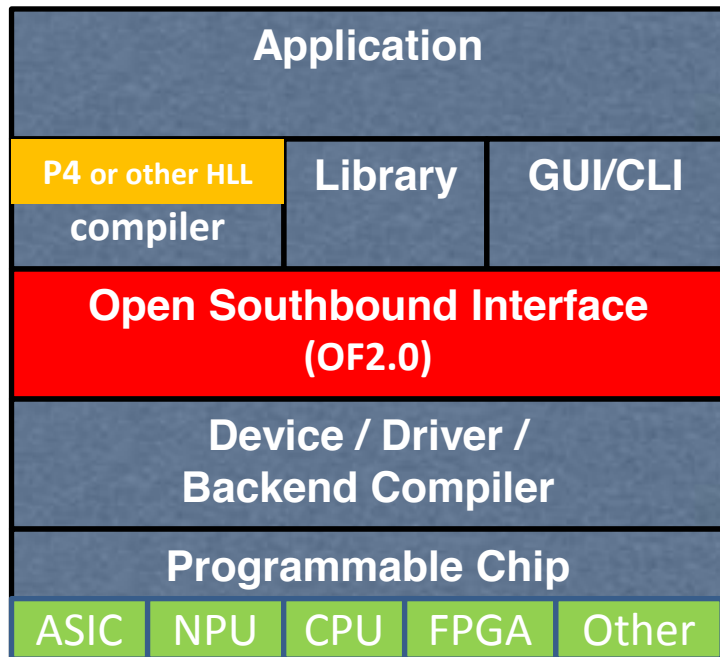 Application
P4 or other HLL
compiler
Library
GUI/CLI
Open Southbound Interface
(OF2.0)
Device / Driver /
Backend Compiler
Programmable Chip
ASIC
NPU
CPU
FPGA
Other